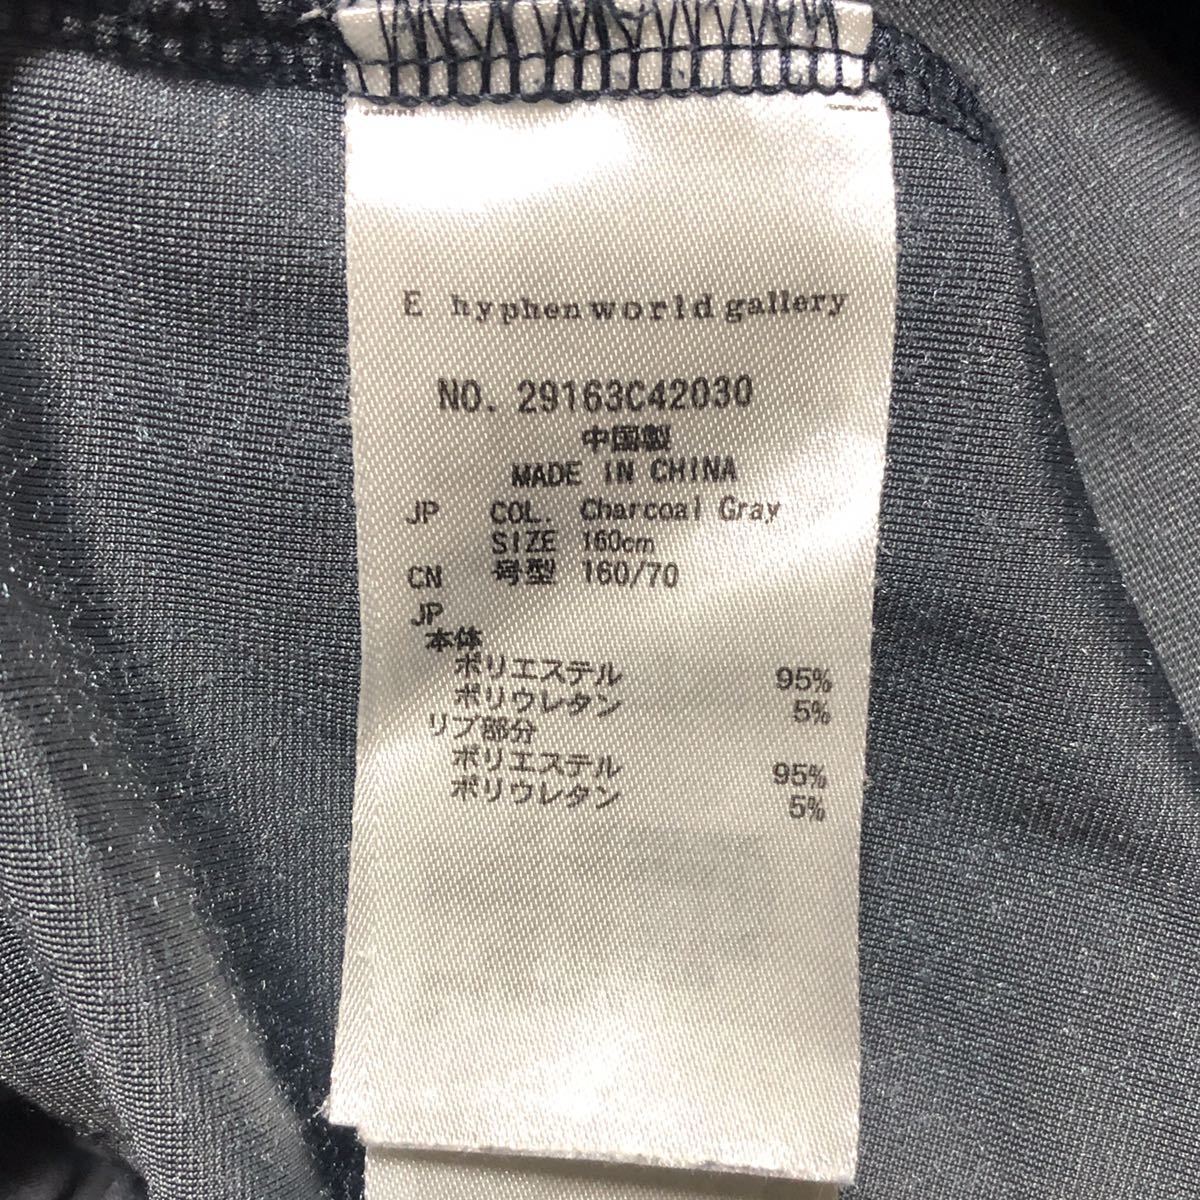 E hyphen world gallery
NO. 29163C42030
中国製
MADE IN CHINA
JP COL. Charcoal Gray
SIZE 160cm
CN 号型 160/70
JP
本体
ポリエステル 95%
ポリウレタン 5%
リブ部分
ポリエステル 95%
ポリウレタン 5%